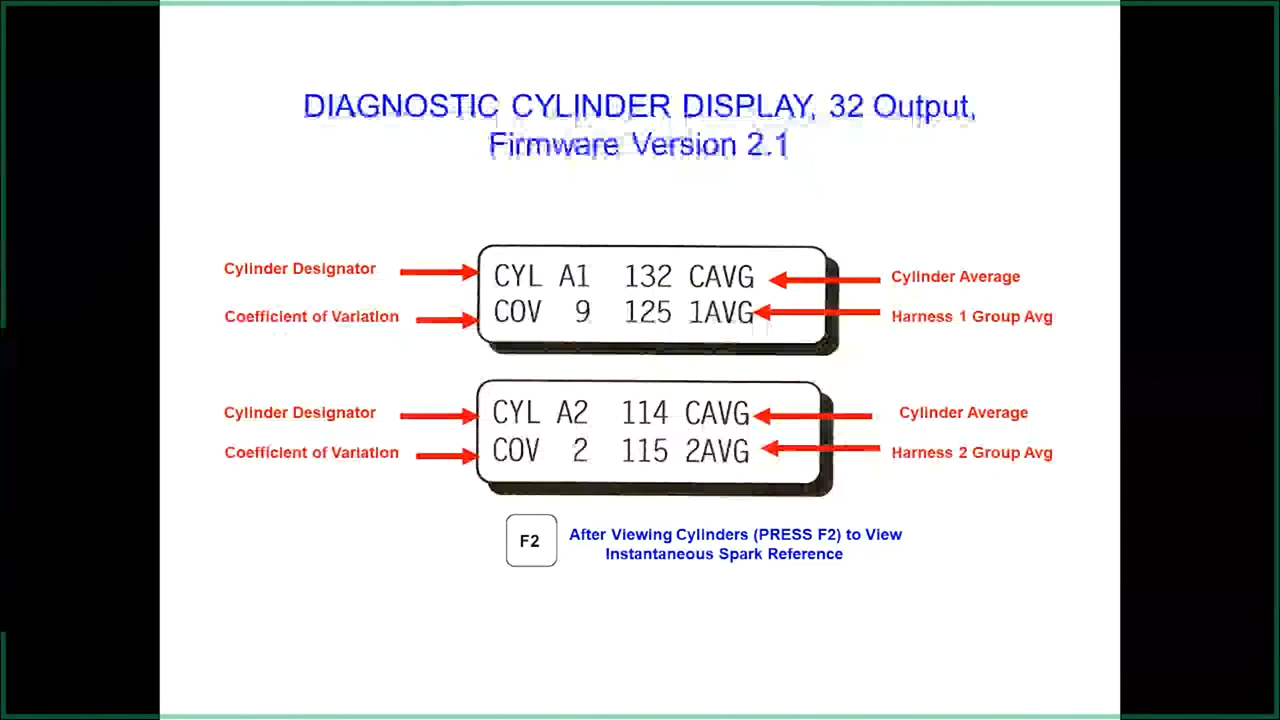 DIAGNOSTIC CYLINDER DISPLAY, 32 Output,
Firmware Version 2.1
Cylinder Designator
CYL A1 132 CAVG
Cylinder Average
Coefficient of Variation
COV 9 125 1AVG
Harness 1 Group Avg
Cylinder Designator
CYL A2 114 CAVG
Cylinder Average
Coefficient of Variation
COV 2 115 2AVG
Harness 2 Group Avg
F2
After Viewing Cylinders (PRESS F2) to View
Instantaneous Spark Reference